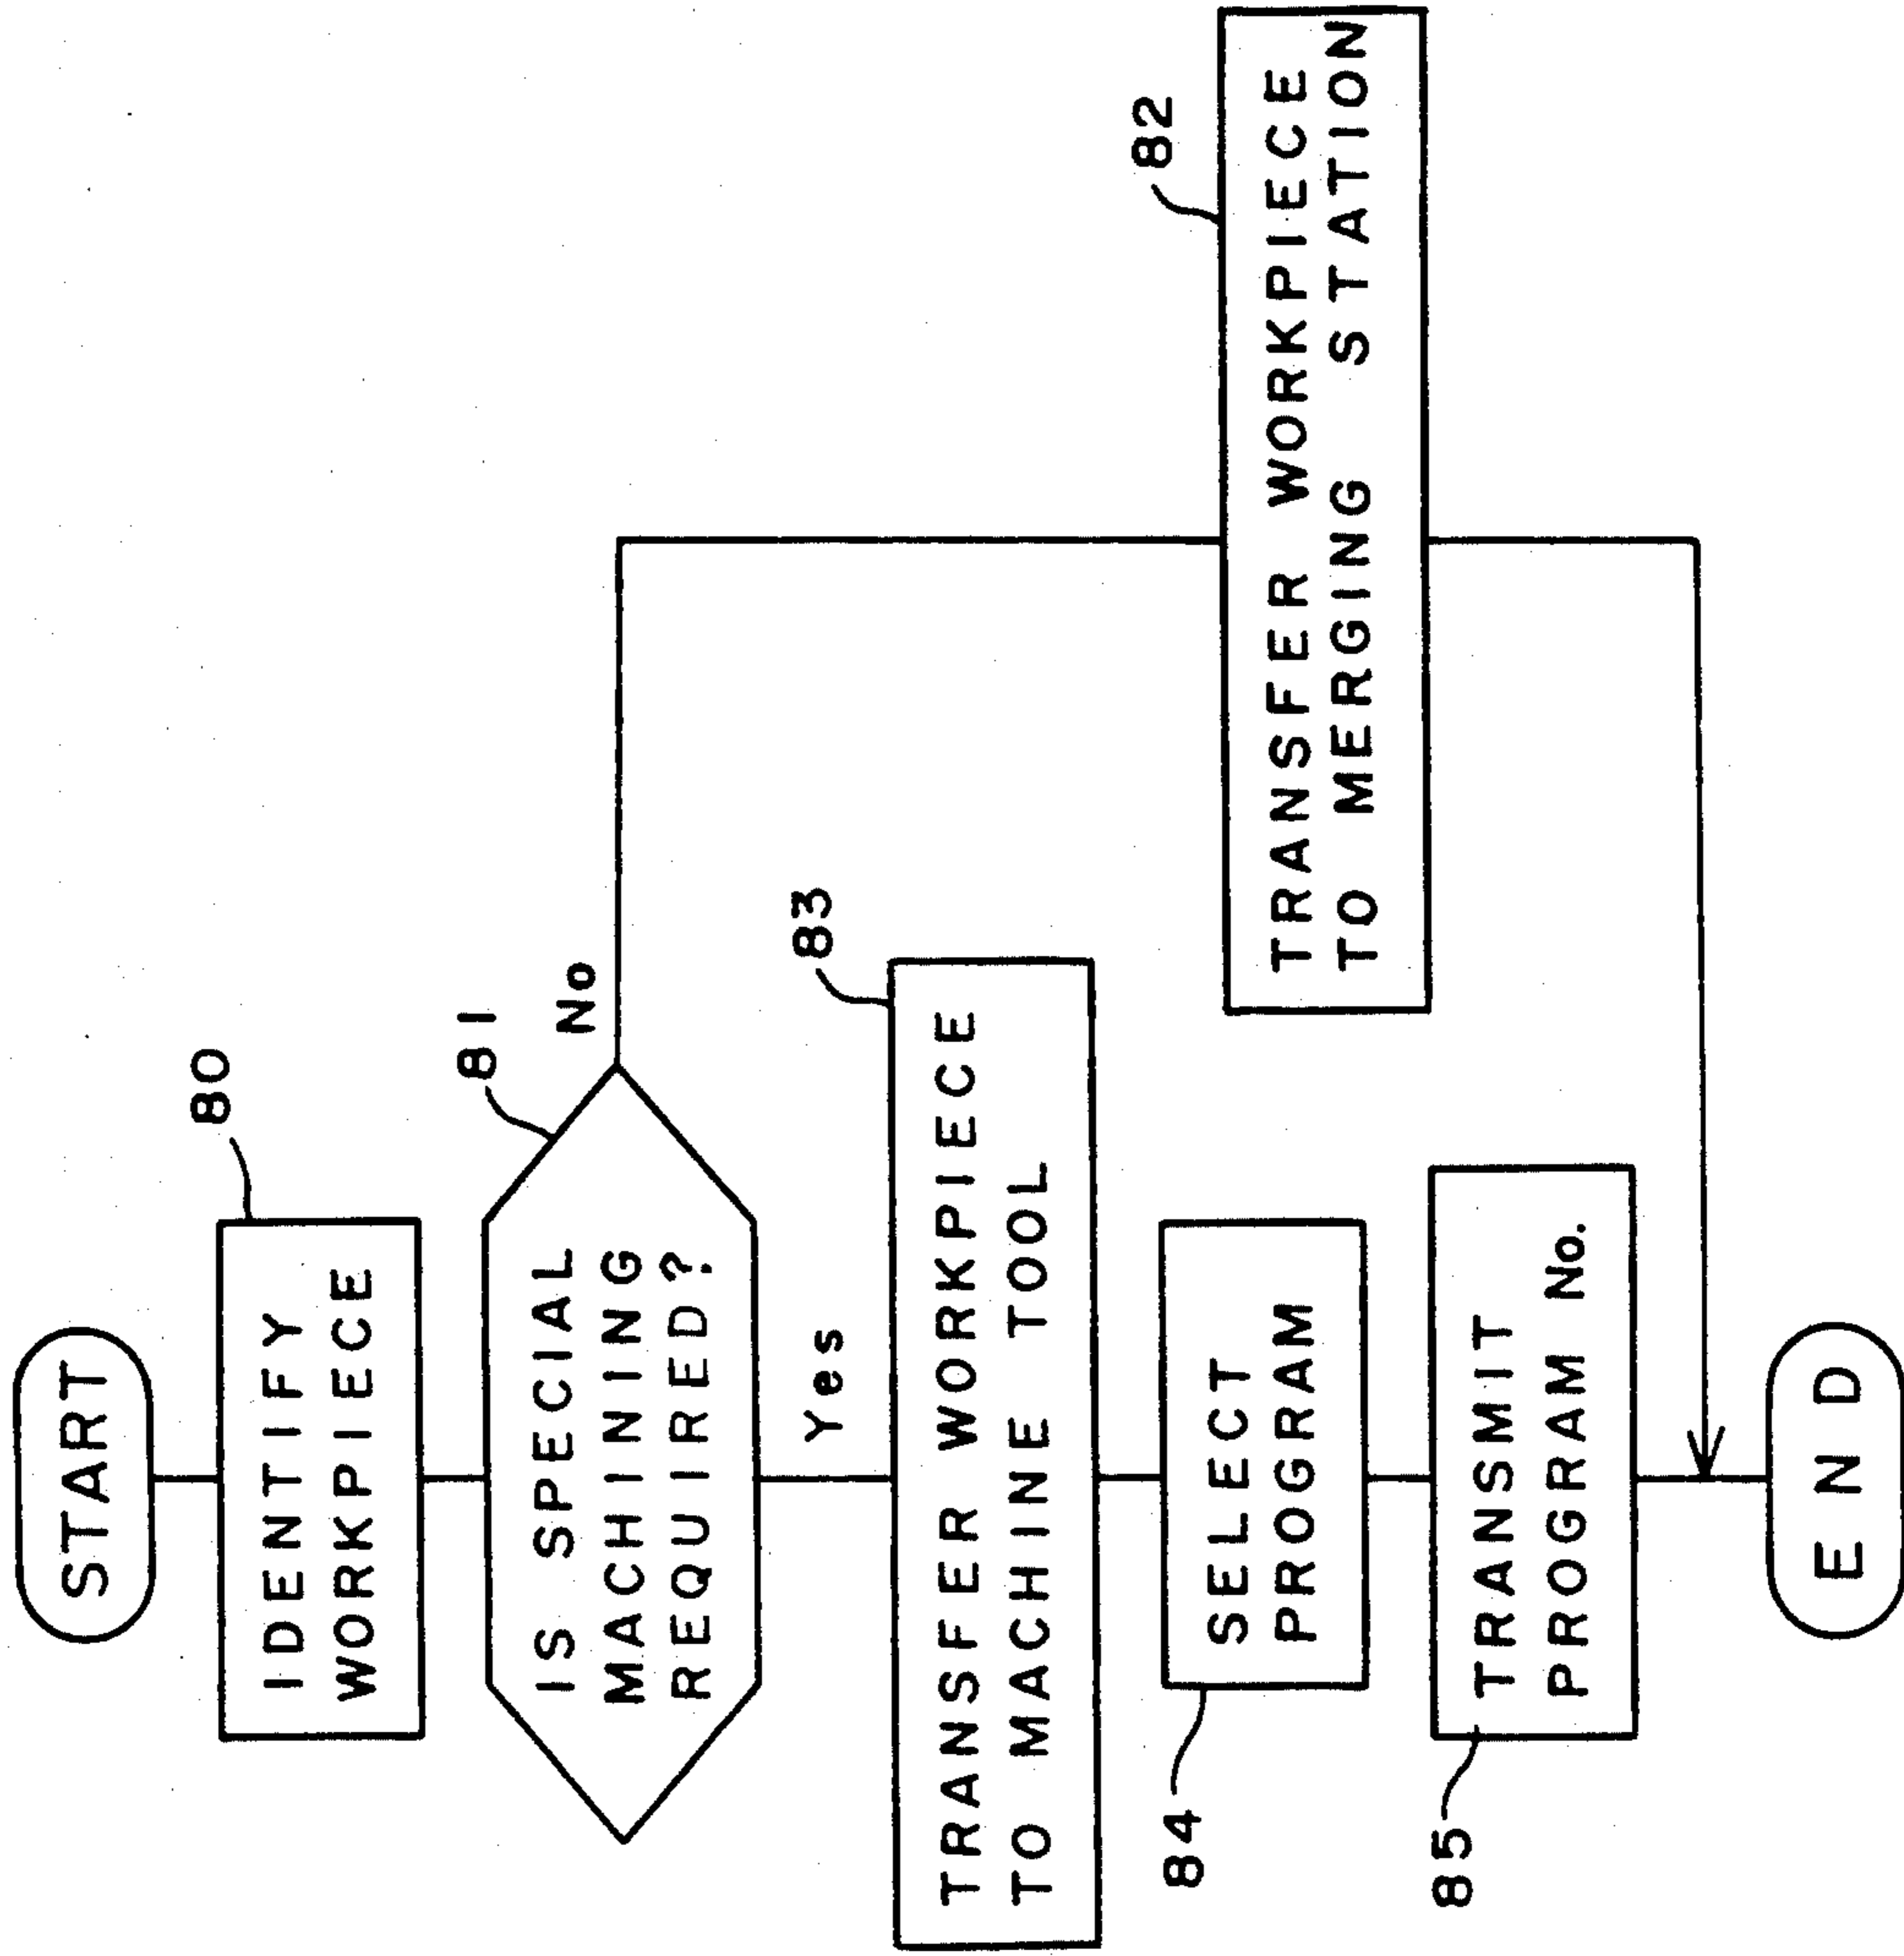 START
80
IDENTIFY
WORKPIECE
81
IS SPECIAL
MACHINING
REQUIRED?
No
Yes
83
TRANSFER WORKPIECE
TO MACHINE TOOL
82
TRANSFER WORKPIECE
TO MERGING STATION
84
SELECT
PROGRAM
85
TRANSMIT
PROGRAM No.
END